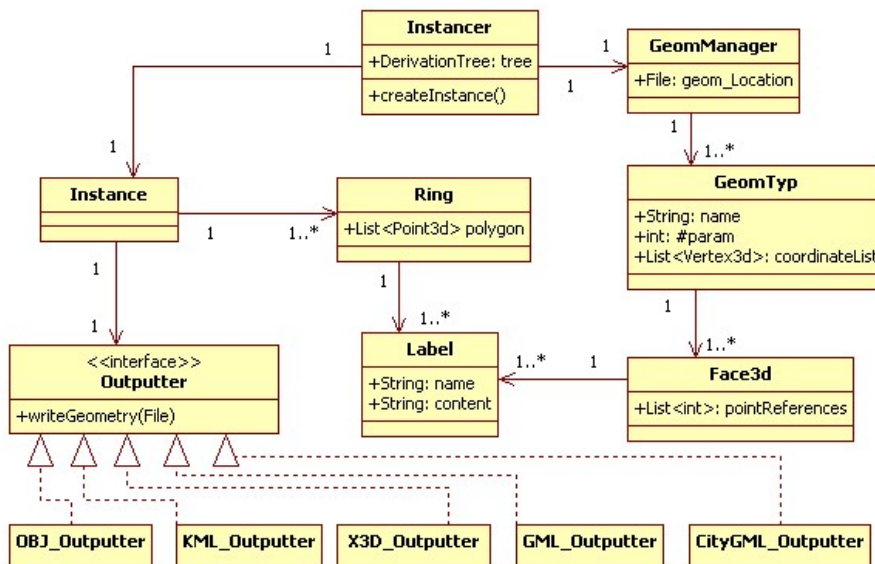 Instancer
+DerivationTree: tree
+createInstance()
1
1
1
1
GeomManager
+File: geom_Location
1
1..*
1
Instance
1
1..*
Ring
+List<Point3d> polygon
GeomTyp
+String: name
+int: #param
+List<Vertex3d>: coordinateList
1
1
1
1..*
1
1..*
<<interface>>
Outputter
+writeGeometry(File)
Label
+String: name
+String: content
1..*
1
Face3d
+List<int>: pointReferences
OBJ_Outputter
KML_Outputter
X3D_Outputter
GML_Outputter
CityGML_Outputter